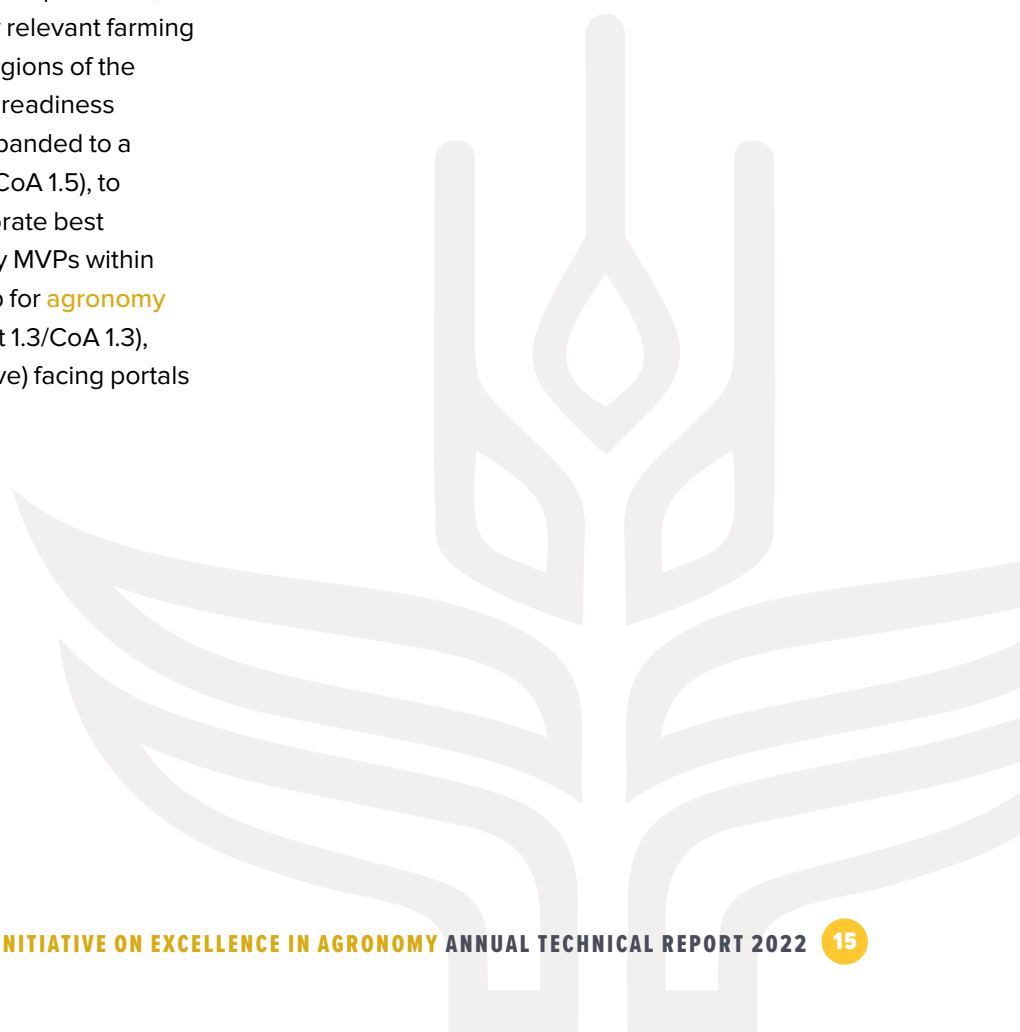 relevant farming
gions of the
readiness
panded to a
CoA 1.5), to
orate best
y MVPs within
for agronomy
t 1.3/CoA 1.3),
ve) facing portals
NITIATIVE ON EXCELLENCE IN AGRONOMY ANNUAL TECHNICAL REPORT 2022 15